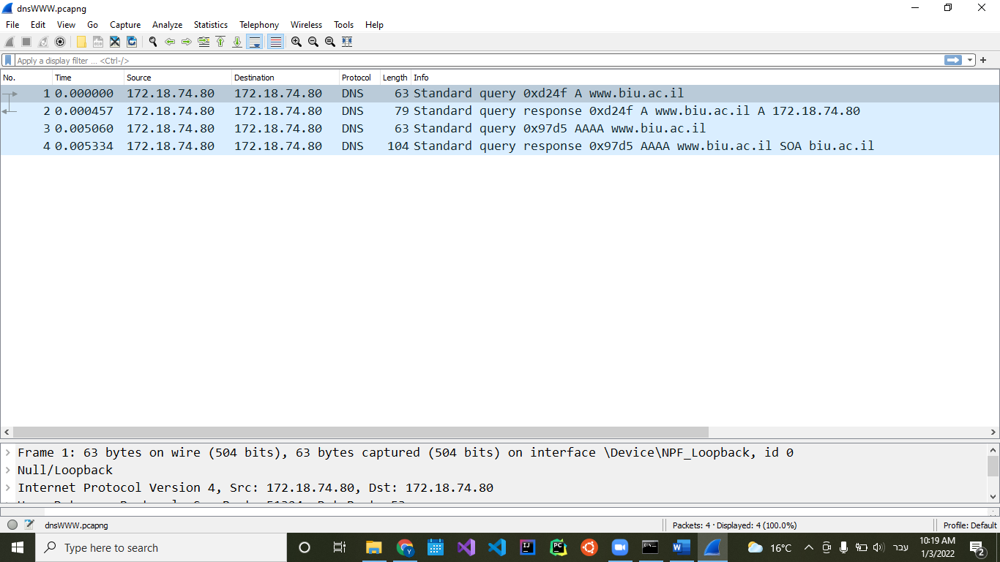 dnsWWW.pcapng
File Edit View Go Capture Analyze Statistics Telephony Wireless Tools Help
Apply a display filter ... <Ctrl-/>
No. Time Source Destination Protocol Length Info
1 0.000000 172.18.74.80 172.18.74.80 DNS 63 Standard query 0xd24f A www.biu.ac.il
2 0.000457 172.18.74.80 172.18.74.80 DNS 79 Standard query response 0xd24f A www.biu.ac.il A 172.18.74.80
3 0.005060 172.18.74.80 172.18.74.80 DNS 63 Standard query 0x97d5 AAAA www.biu.ac.il
4 0.005334 172.18.74.80 172.18.74.80 DNS 104 Standard query response 0x97d5 AAAA www.biu.ac.il SOA biu.ac.il
Frame 1: 63 bytes on wire (504 bits), 63 bytes captured (504 bits) on interface \Device\NPF_Loopback, id 0
Null/Loopback
Internet Protocol Version 4, Src: 172.18.74.80, Dst: 172.18.74.80
dnsWWW.pcapng
Packets: 4 · Displayed: 4 (100.0%)
Profile: Default
Type here to search
16°C
עבר
10:19 AM
1/3/2022
2